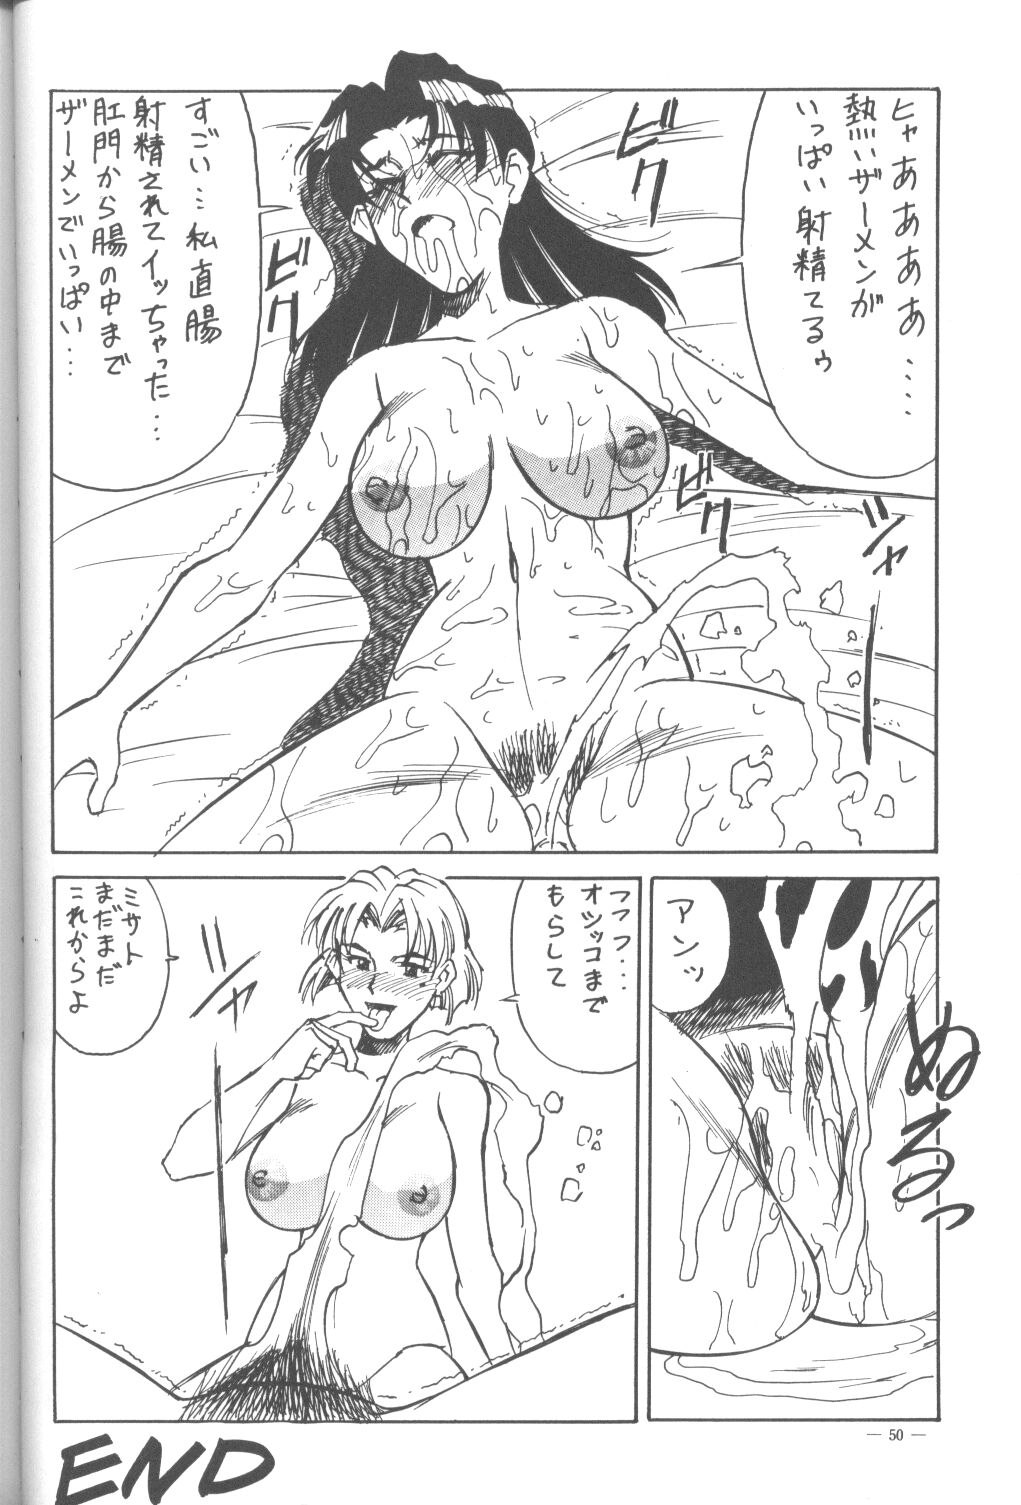 ヒャああああ....
熱いザーメンが
いっぱい射精てるゥ
ビク
ビク
ビク
すごい…私直腸
射精されてイッちゃった…
肛門から腸の中まで
ザーメンでいっぱい…
ジャ
アンッ
ぬるっ
フフフ…
オシッコまで
もらして
ジャ
ミサト
まだまだ
これからよ
— 50 —
END